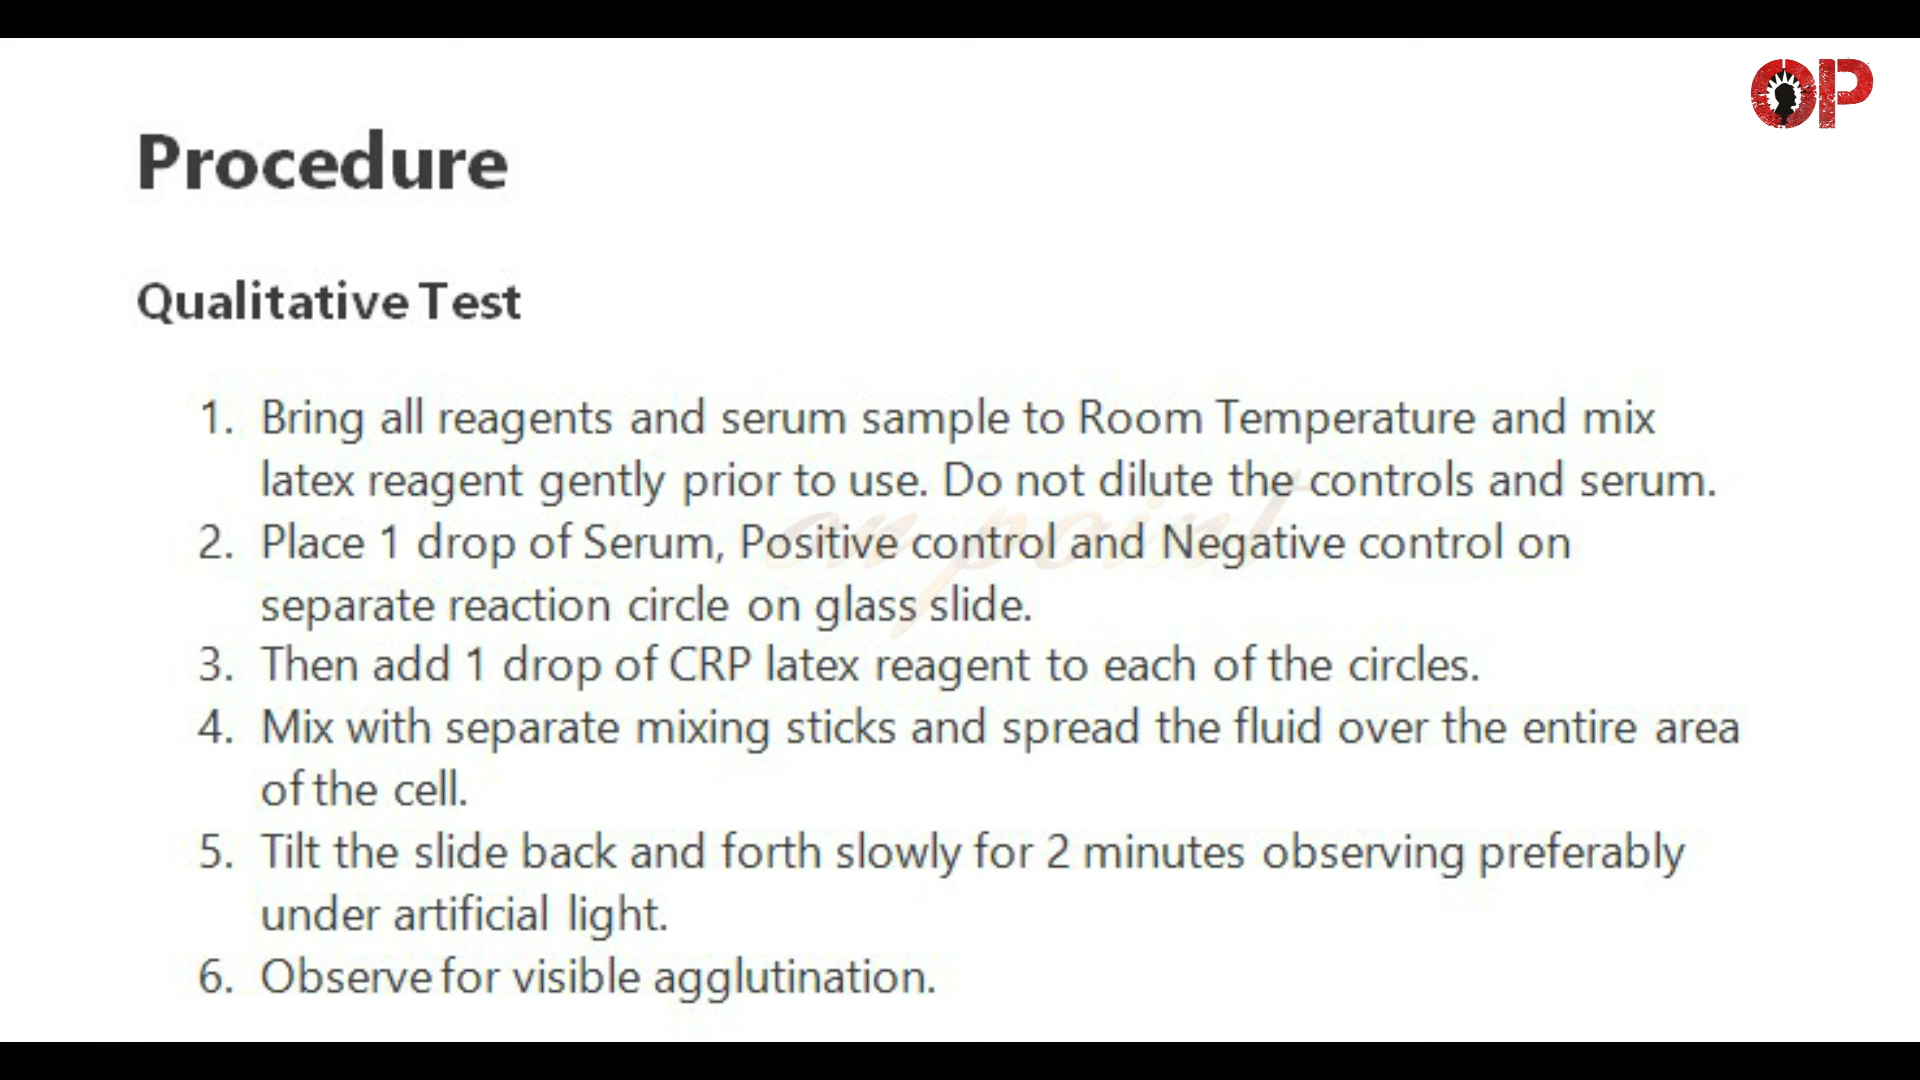 OP
Procedure
Qualitative Test
1. Bring all reagents and serum sample to Room Temperature and mix
latex reagent gently prior to use. Do not dilute the controls and serum.
2. Place 1 drop of Serum, Positive control and Negative control on
separate reaction circle on glass slide.
3. Then add 1 drop of CRP latex reagent to each of the circles.
4. Mix with separate mixing sticks and spread the fluid over the entire area
of the cell.
5. Tilt the slide back and forth slowly for 2 minutes observing preferably
under artificial light.
6. Observe for visible agglutination.
on point